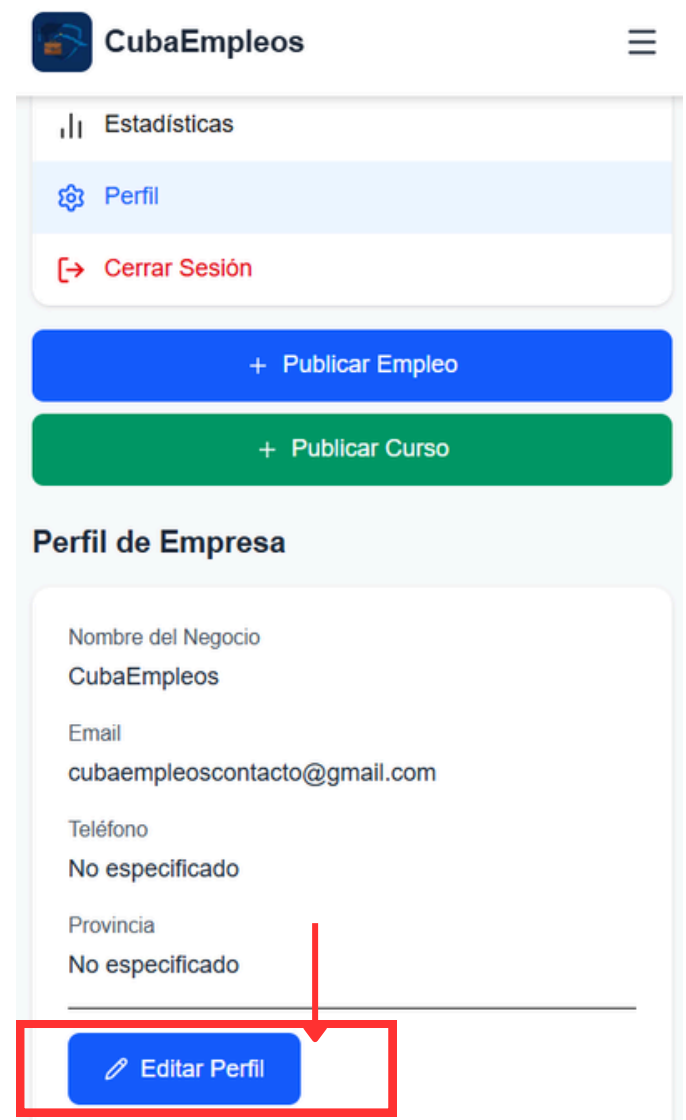 CubaEmpleos
Estadísticas
Perfil
Cerrar Sesión
+ Publicar Empleo
+ Publicar Curso
Perfil de Empresa
Nombre del Negocio
CubaEmpleos
Email
cubaempleoscontacto@gmail.com
Teléfono
No especificado
Provincia
No especificado
Editar Perfil